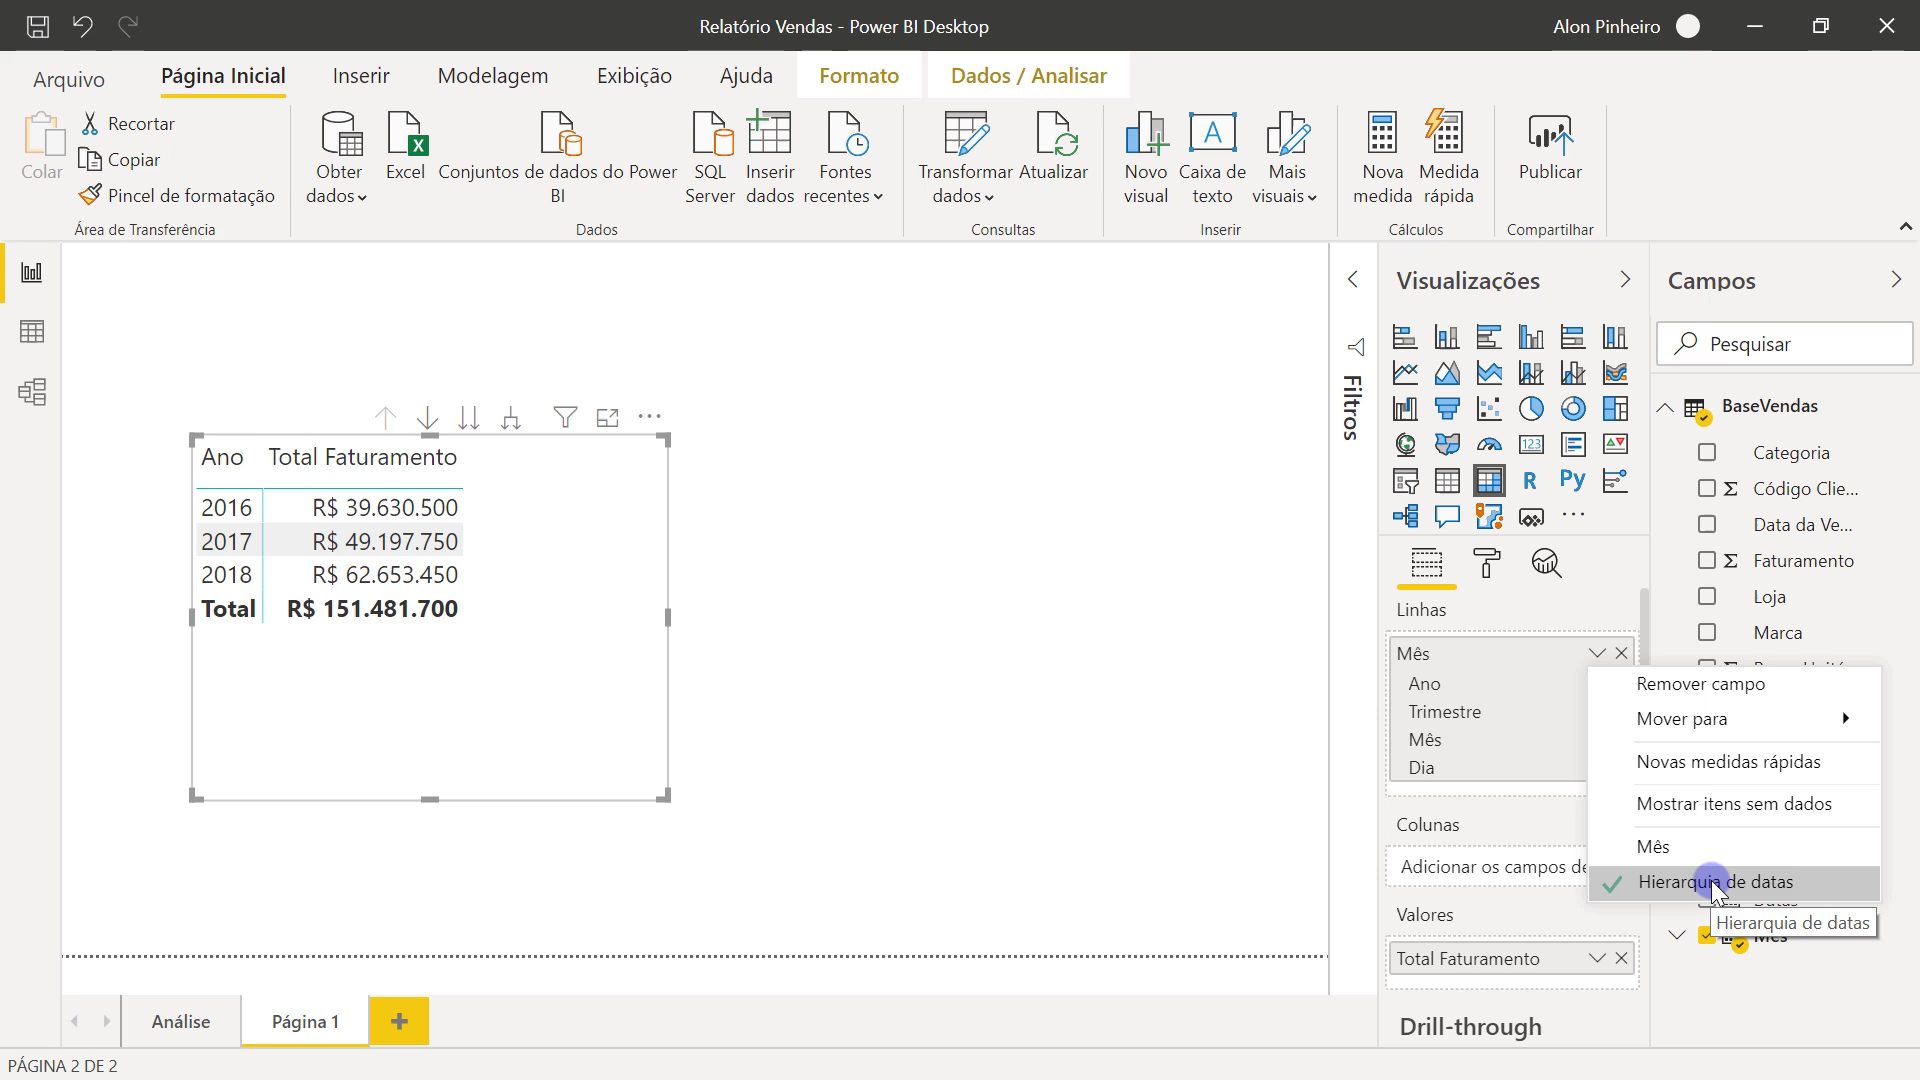 Relatório Vendas - Power BI Desktop
Alon Pinheiro
Arquivo
Página Inicial
Inserir
Modelagem
Exibição
Ajuda
Formato
Dados / Analisar
Colar
Recortar
Copiar
Pincel de formatação
Área de Transferência
Obter
dados
Excel
Conjuntos de dados do Power
BI
SQL
Server
Inserir
dados
Fontes
recentes
Dados
Transformar
dados
Atualizar
Consultas
Novo
visual
A
Caixa de
texto
Mais
visuais
Inserir
Nova
medida
Medida
rápida
Cálculos
Publicar
Compartilhar
Ano Total Faturamento
2016 R$ 39.630.500
2017 R$ 49.197.750
2018 R$ 62.653.450
Total R$ 151.481.700
Filtros
Visualizações
123
R
Py
Linhas
Mês
Ano
Trimestre
Mês
Dia
Colunas
Adicionar os campos de
Valores
Total Faturamento
Drill-through
Campos
Pesquisar
BaseVendas
Categoria
Σ Código Clie...
Data da Ve...
Σ Faturamento
Loja
Marca
Remover campo
Mover para
Novas medidas rápidas
Mostrar itens sem dados
Mês
Hierarquia de datas
Hierarquia de datas
Análise
Página 1
PÁGINA 2 DE 2